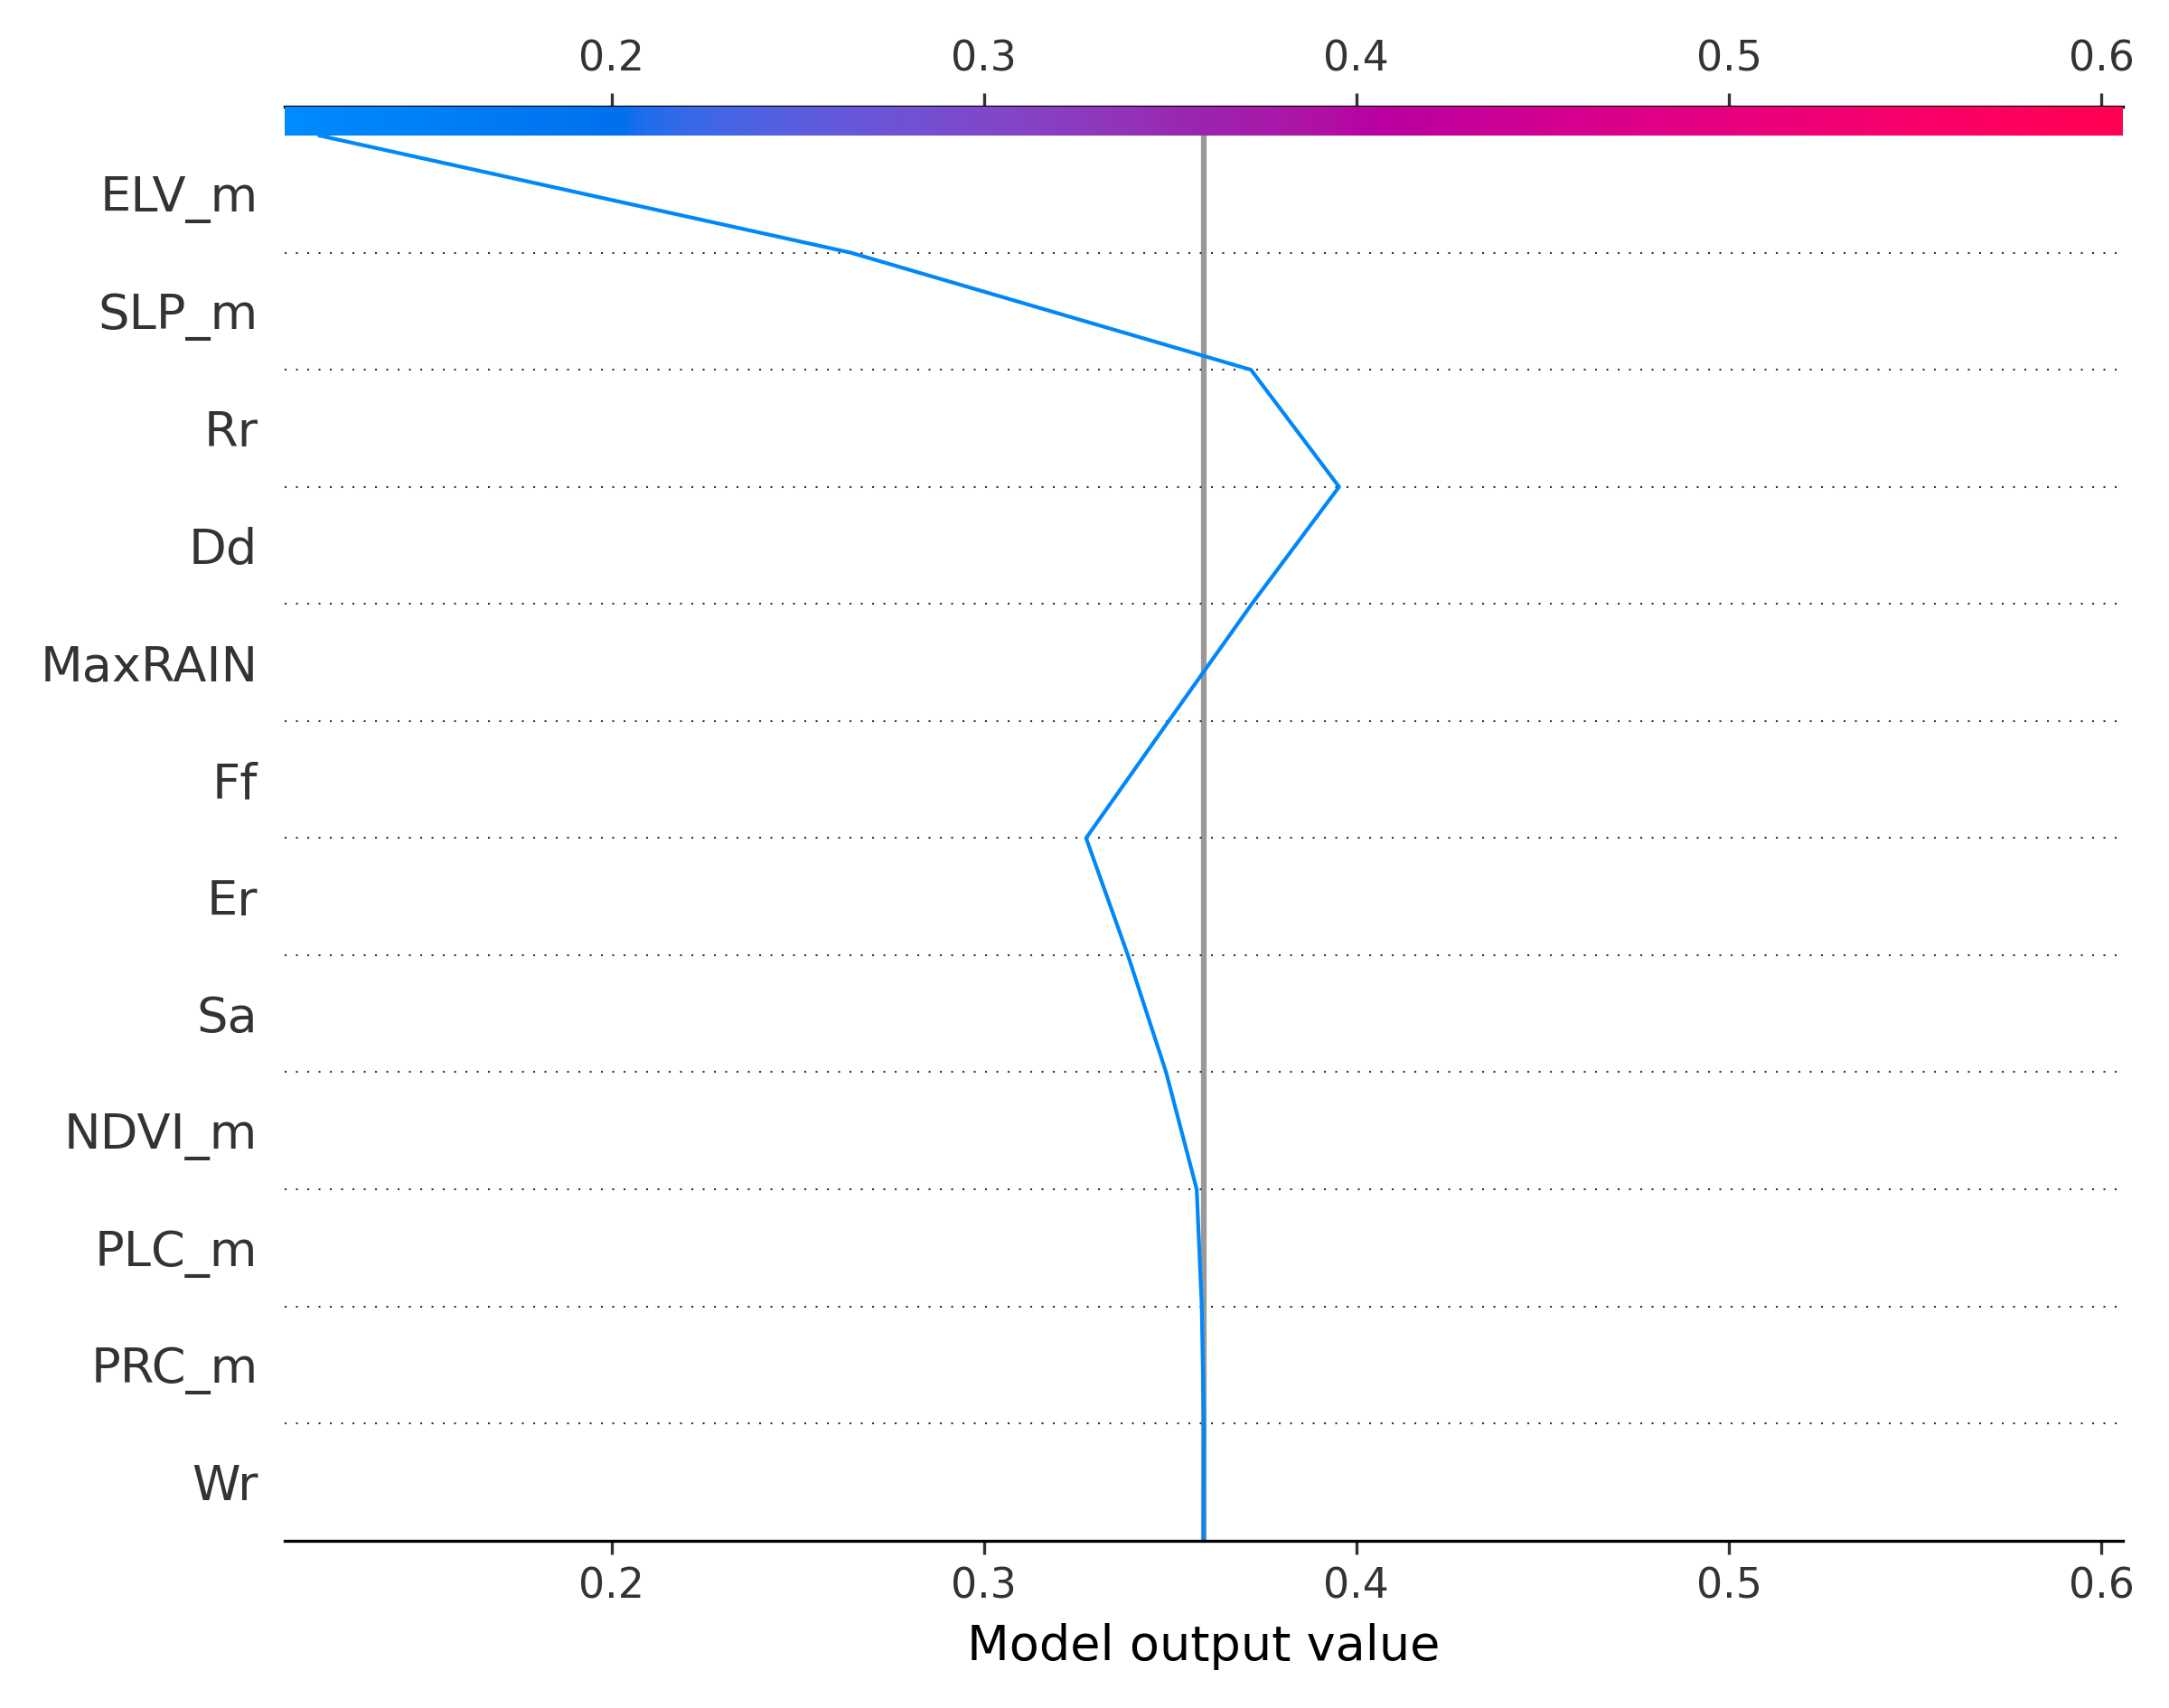 0.2 0.3 0.4 0.5 0.6
ELV_m
SLP_m
Rr
Dd
MaxRAIN
Ff
Er
Sa
NDVI_m
PLC_m
PRC_m
Wr
0.2 0.3 0.4 0.5 0.6
Model output value